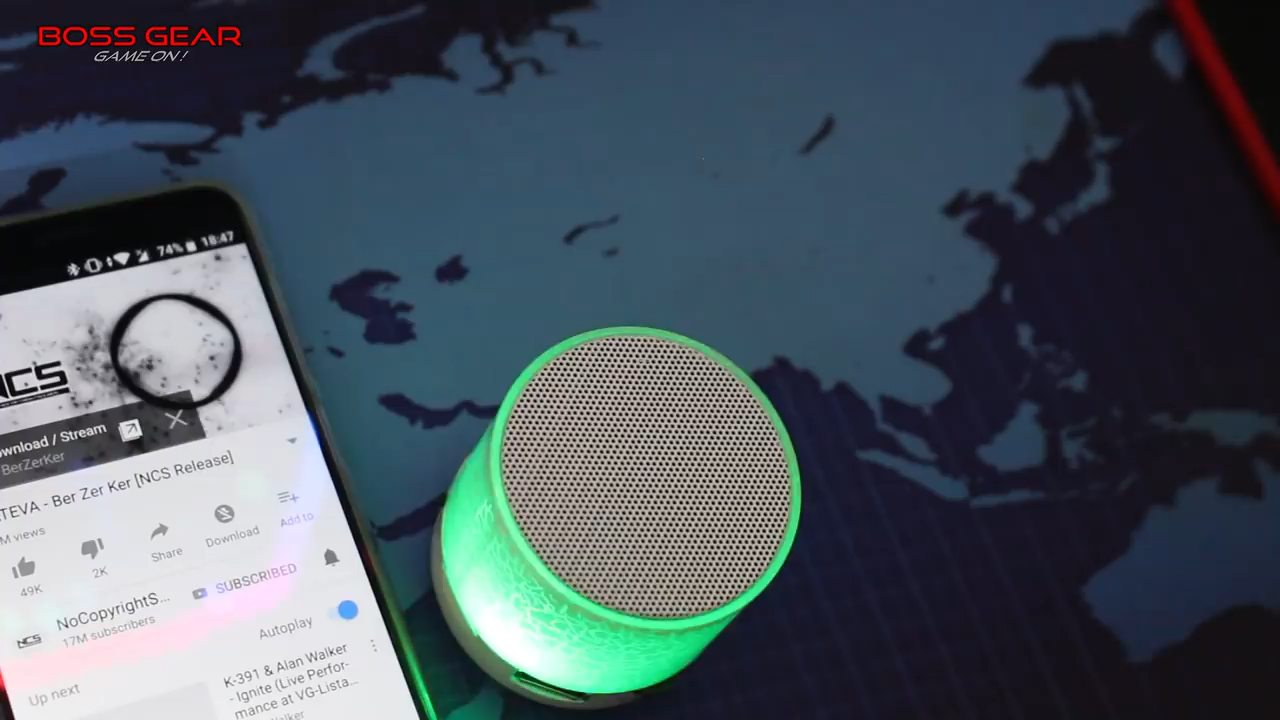 BOSS GEAR
GAME ON!
74% 18:47
NCS
wnload / Stream
BerZerKer
TEVA - Ber Zer Ker [NCS Release]
M views
49K
2K
Share
Download
Add to
NoCopyrightS...
17M subscribers
SUBSCRIBED
NCS
Autoplay
Up next
K-391 & Alan Walker
- Ignite (Live Perfor-
mance at VG-Lista...
Walker